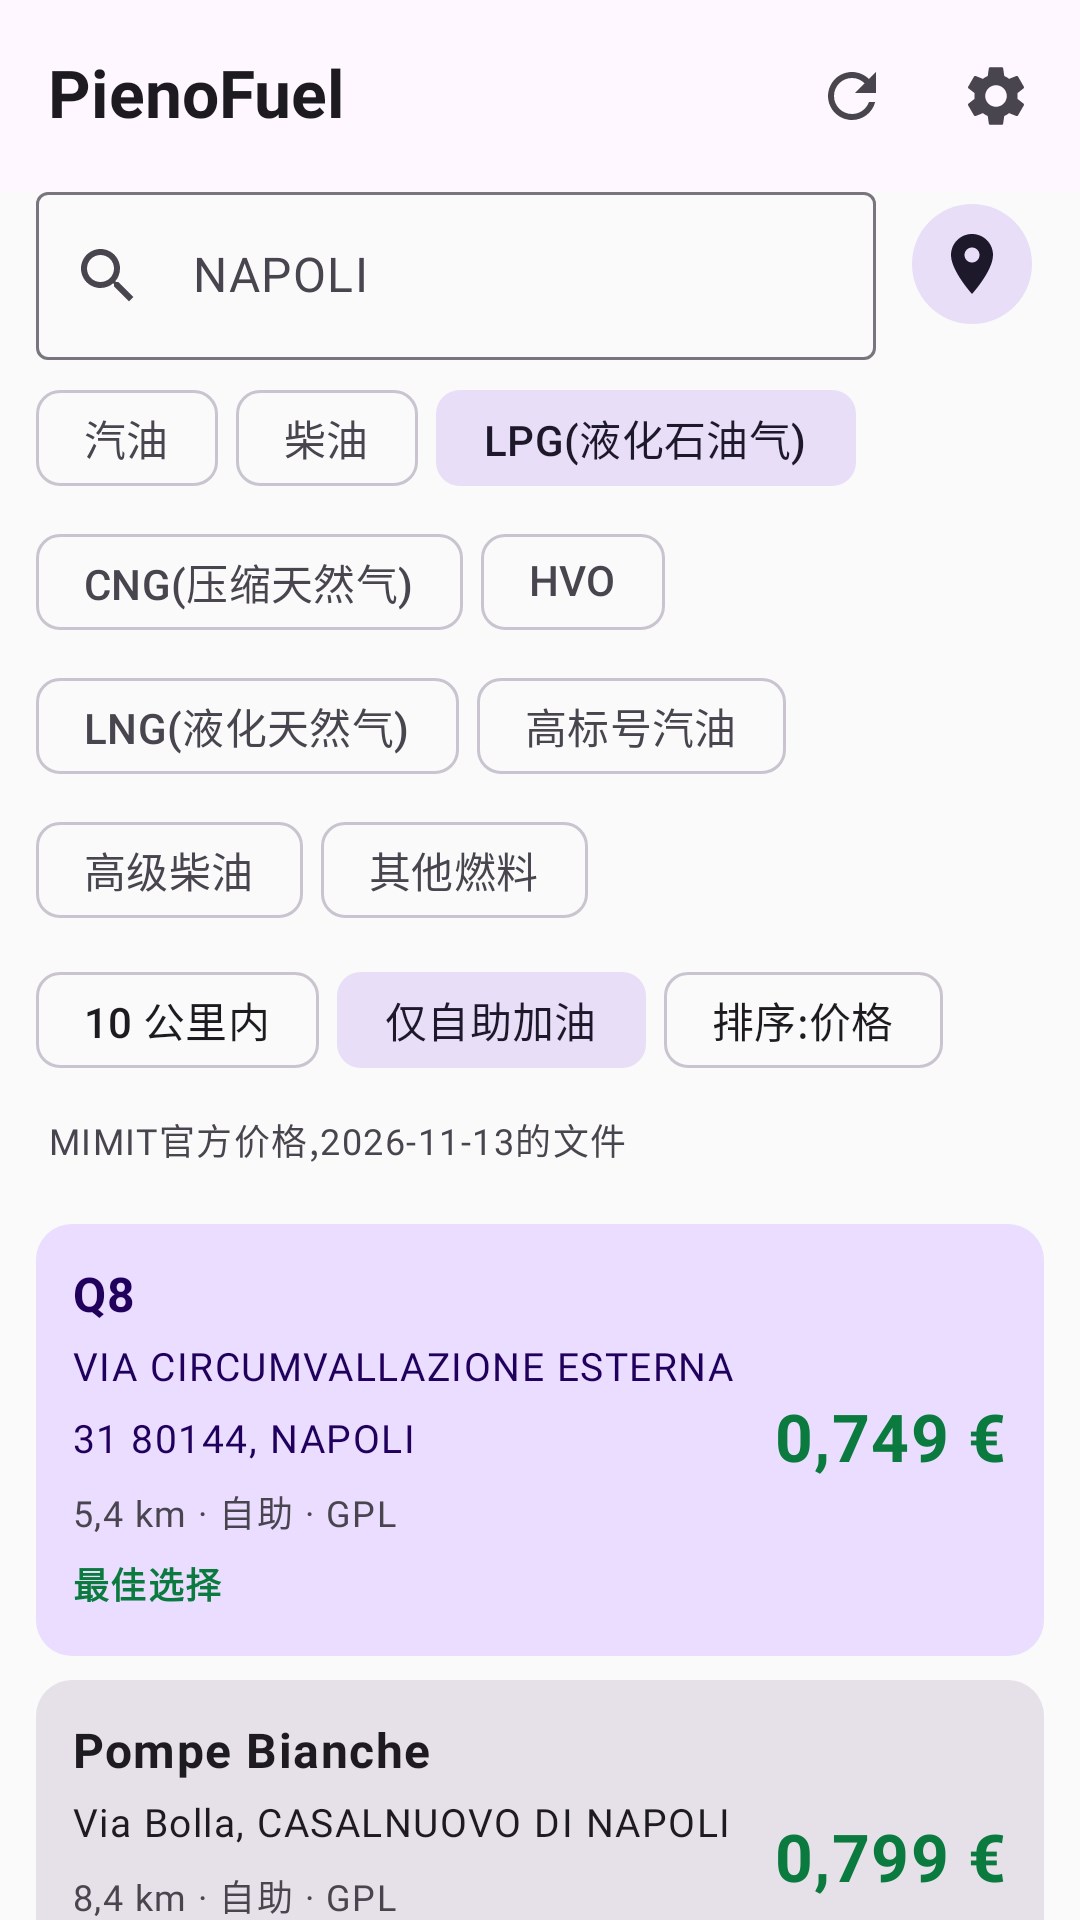 PienoFuel
NAPOLI
汽油 柴油 LPG(液化石油气)
CNG(压缩天然气) HVO
LNG(液化天然气) 高标号汽油
高级柴油 其他燃料
10 公里内 仅自助加油 排序:价格
MIMIT官方价格,2026-11-13的文件
Q8
VIA CIRCUMVALLAZIONE ESTERNA
31 80144, NAPOLI
0,749 €
5,4 km · 自助 · GPL
最佳选择
Pompe Bianche
Via Bolla, CASALNUOVO DI NAPOLI
0,799 €
8,4 km · 自助 · GPL